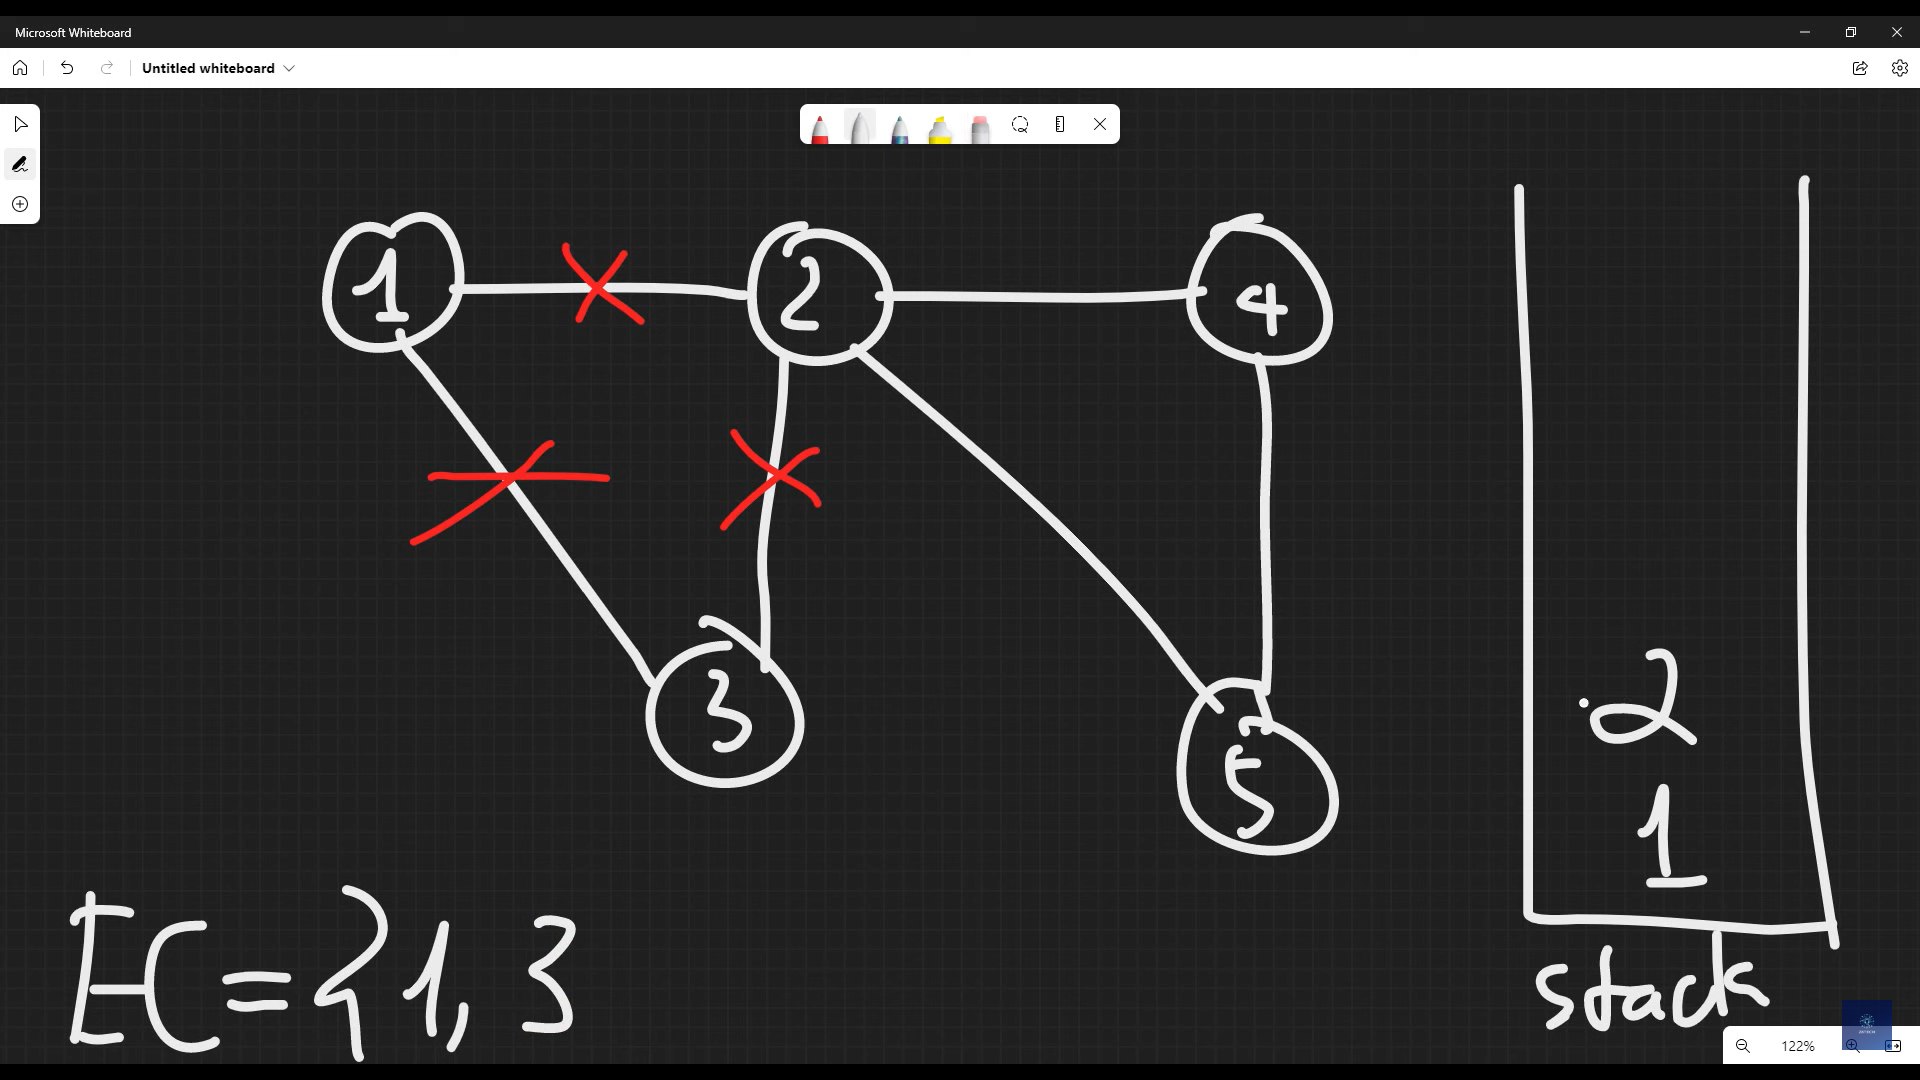 Microsoft Whiteboard
Untitled whiteboard
1
2
4
3
5
2
1
EC = {1, 3
stack
122%